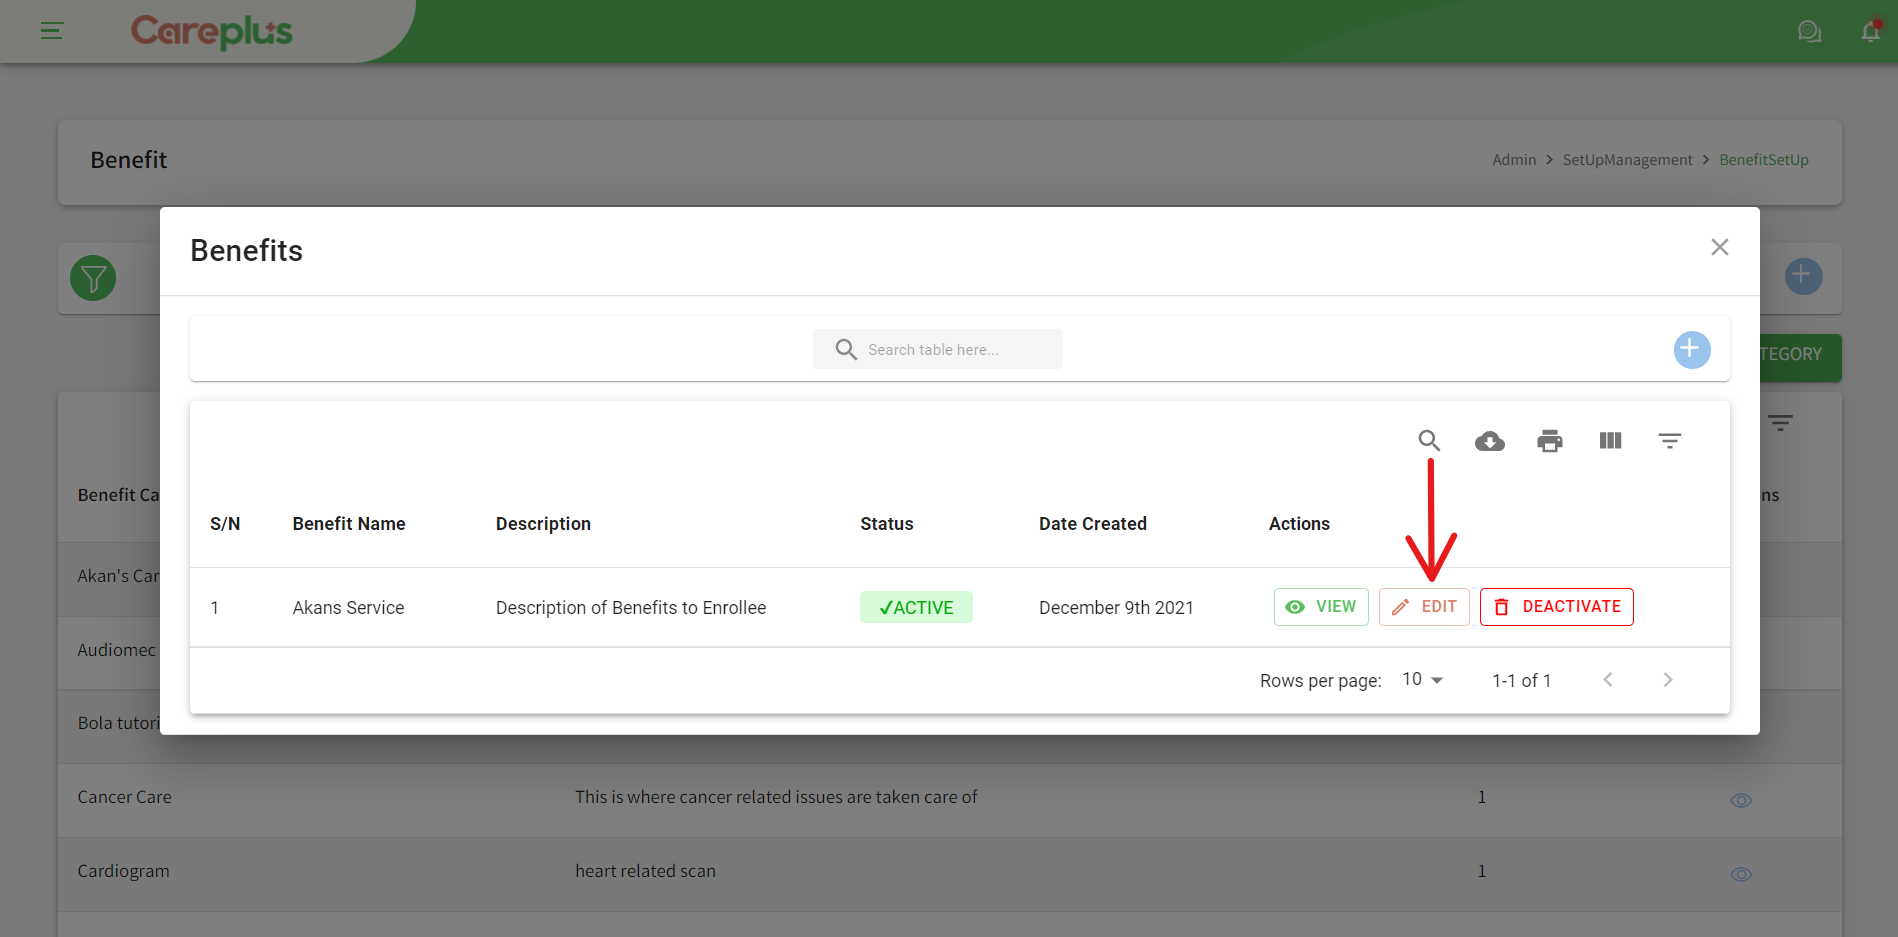 Careplus
Benefit
Admin > SetUpManagement > BenefitSetUp
Benefits
Search table here...
TEGORY
Benefit Ca
ns
S/N Benefit Name Description Status Date Created Actions
Akan's Car
1 Akans Service Description of Benefits to Enrollee ✓ACTIVE December 9th 2021 VIEW EDIT DEACTIVATE
Audiomec
Rows per page: 10 1-1 of 1
Bola tutori
Cancer Care This is where cancer related issues are taken care of 1
Cardiogram heart related scan 1